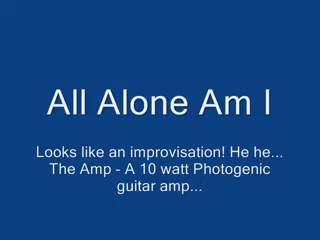 All Alone Am I
Looks like an improvisation! He he...
The Amp - A 10 watt Photogenic
guitar amp...